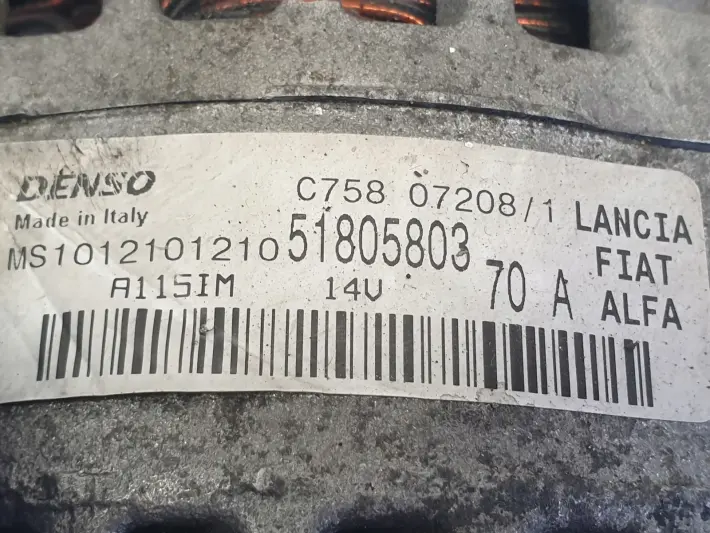 DENSO
Made in Italy
C758 07208/1
MS1012101210 51805803
A115IM 14V 70 A
LANCIA
FIAT
ALFA